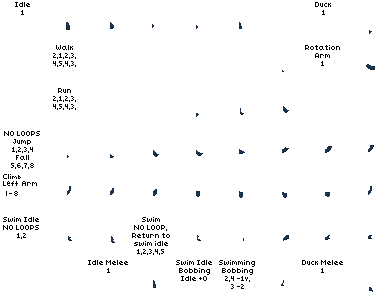 Idle
1
Duck
1
Walk
2,1,2,3,
4,5,4,3,
Rotation
Arm
1
Run
2,1,2,3,
4,5,4,3,
NO LOOPS
Jump
1,2,3,4
Fall
5,6,7,8
Climb
Left Arm
1-8
Swim Idle
NO LOOPS
1,2
Swim
NO LOOP,
Return to
swim idle
1,2,3,4,5
Idle Melee
1
Swim Idle
Bobbing
Idle +0
Swimming
Bobbing
2,4 -1v,
3 -2
Duck Melee
1